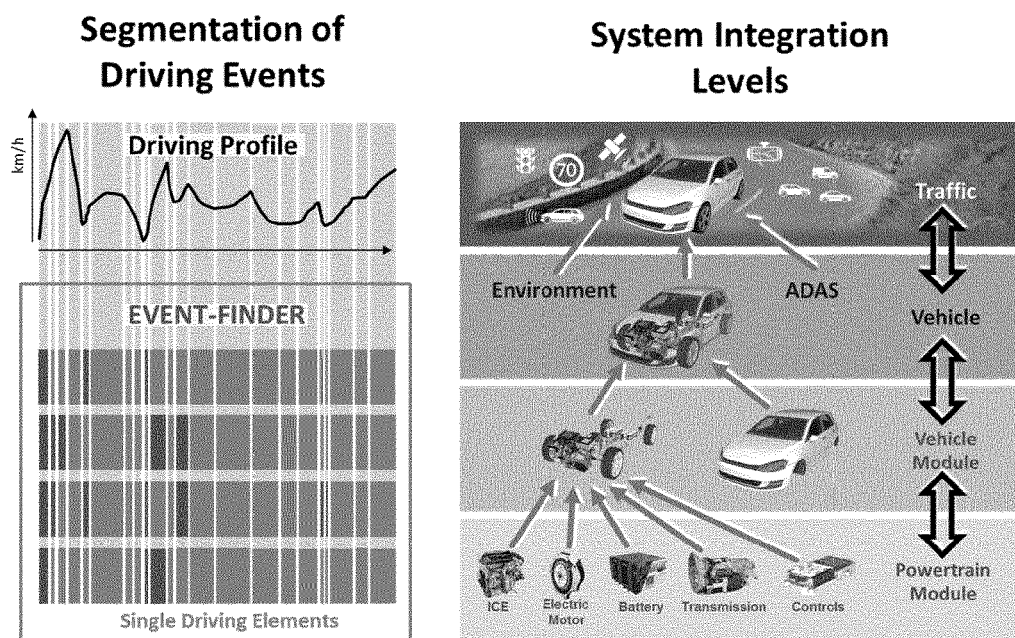 Segmentation of
Driving Events
km/h
Driving Profile
EVENT-FINDER
Single Driving Elements
System Integration
Levels
70
Traffic
Environment
ADAS
Vehicle
Vehicle
Module
ICE
Electric
Motor
Battery
Transmission
Controls
Powertrain
Module